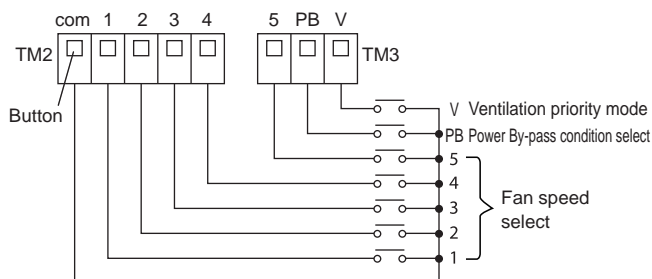 com 1 2 3 4 5 PB V
TM2 TM3
Button
V Ventilation priority mode
PB Power By-pass condition select
5
4
3
2
1
Fan speed
select